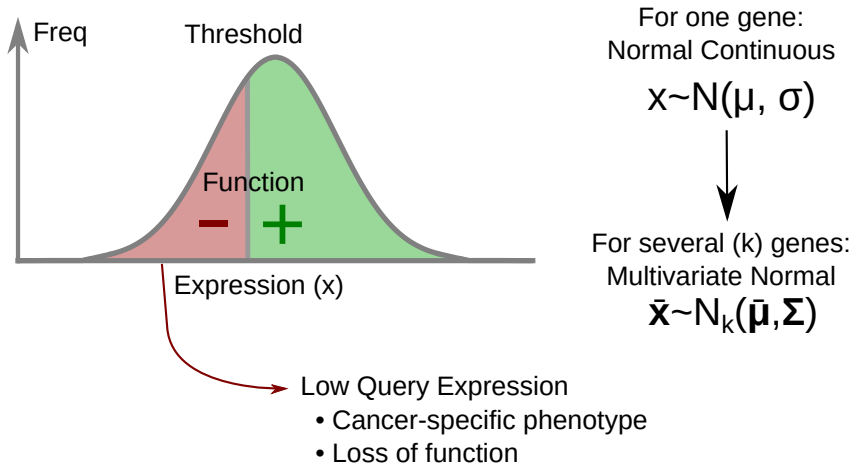 Freq
Threshold
Function
− +
Expression (x)
Low Query Expression
• Cancer-specific phenotype
• Loss of function
For one gene:
Normal Continuous
x~N(μ, σ)
For several (k) genes:
Multivariate Normal
x̄~Nₖ(μ̄,Σ)